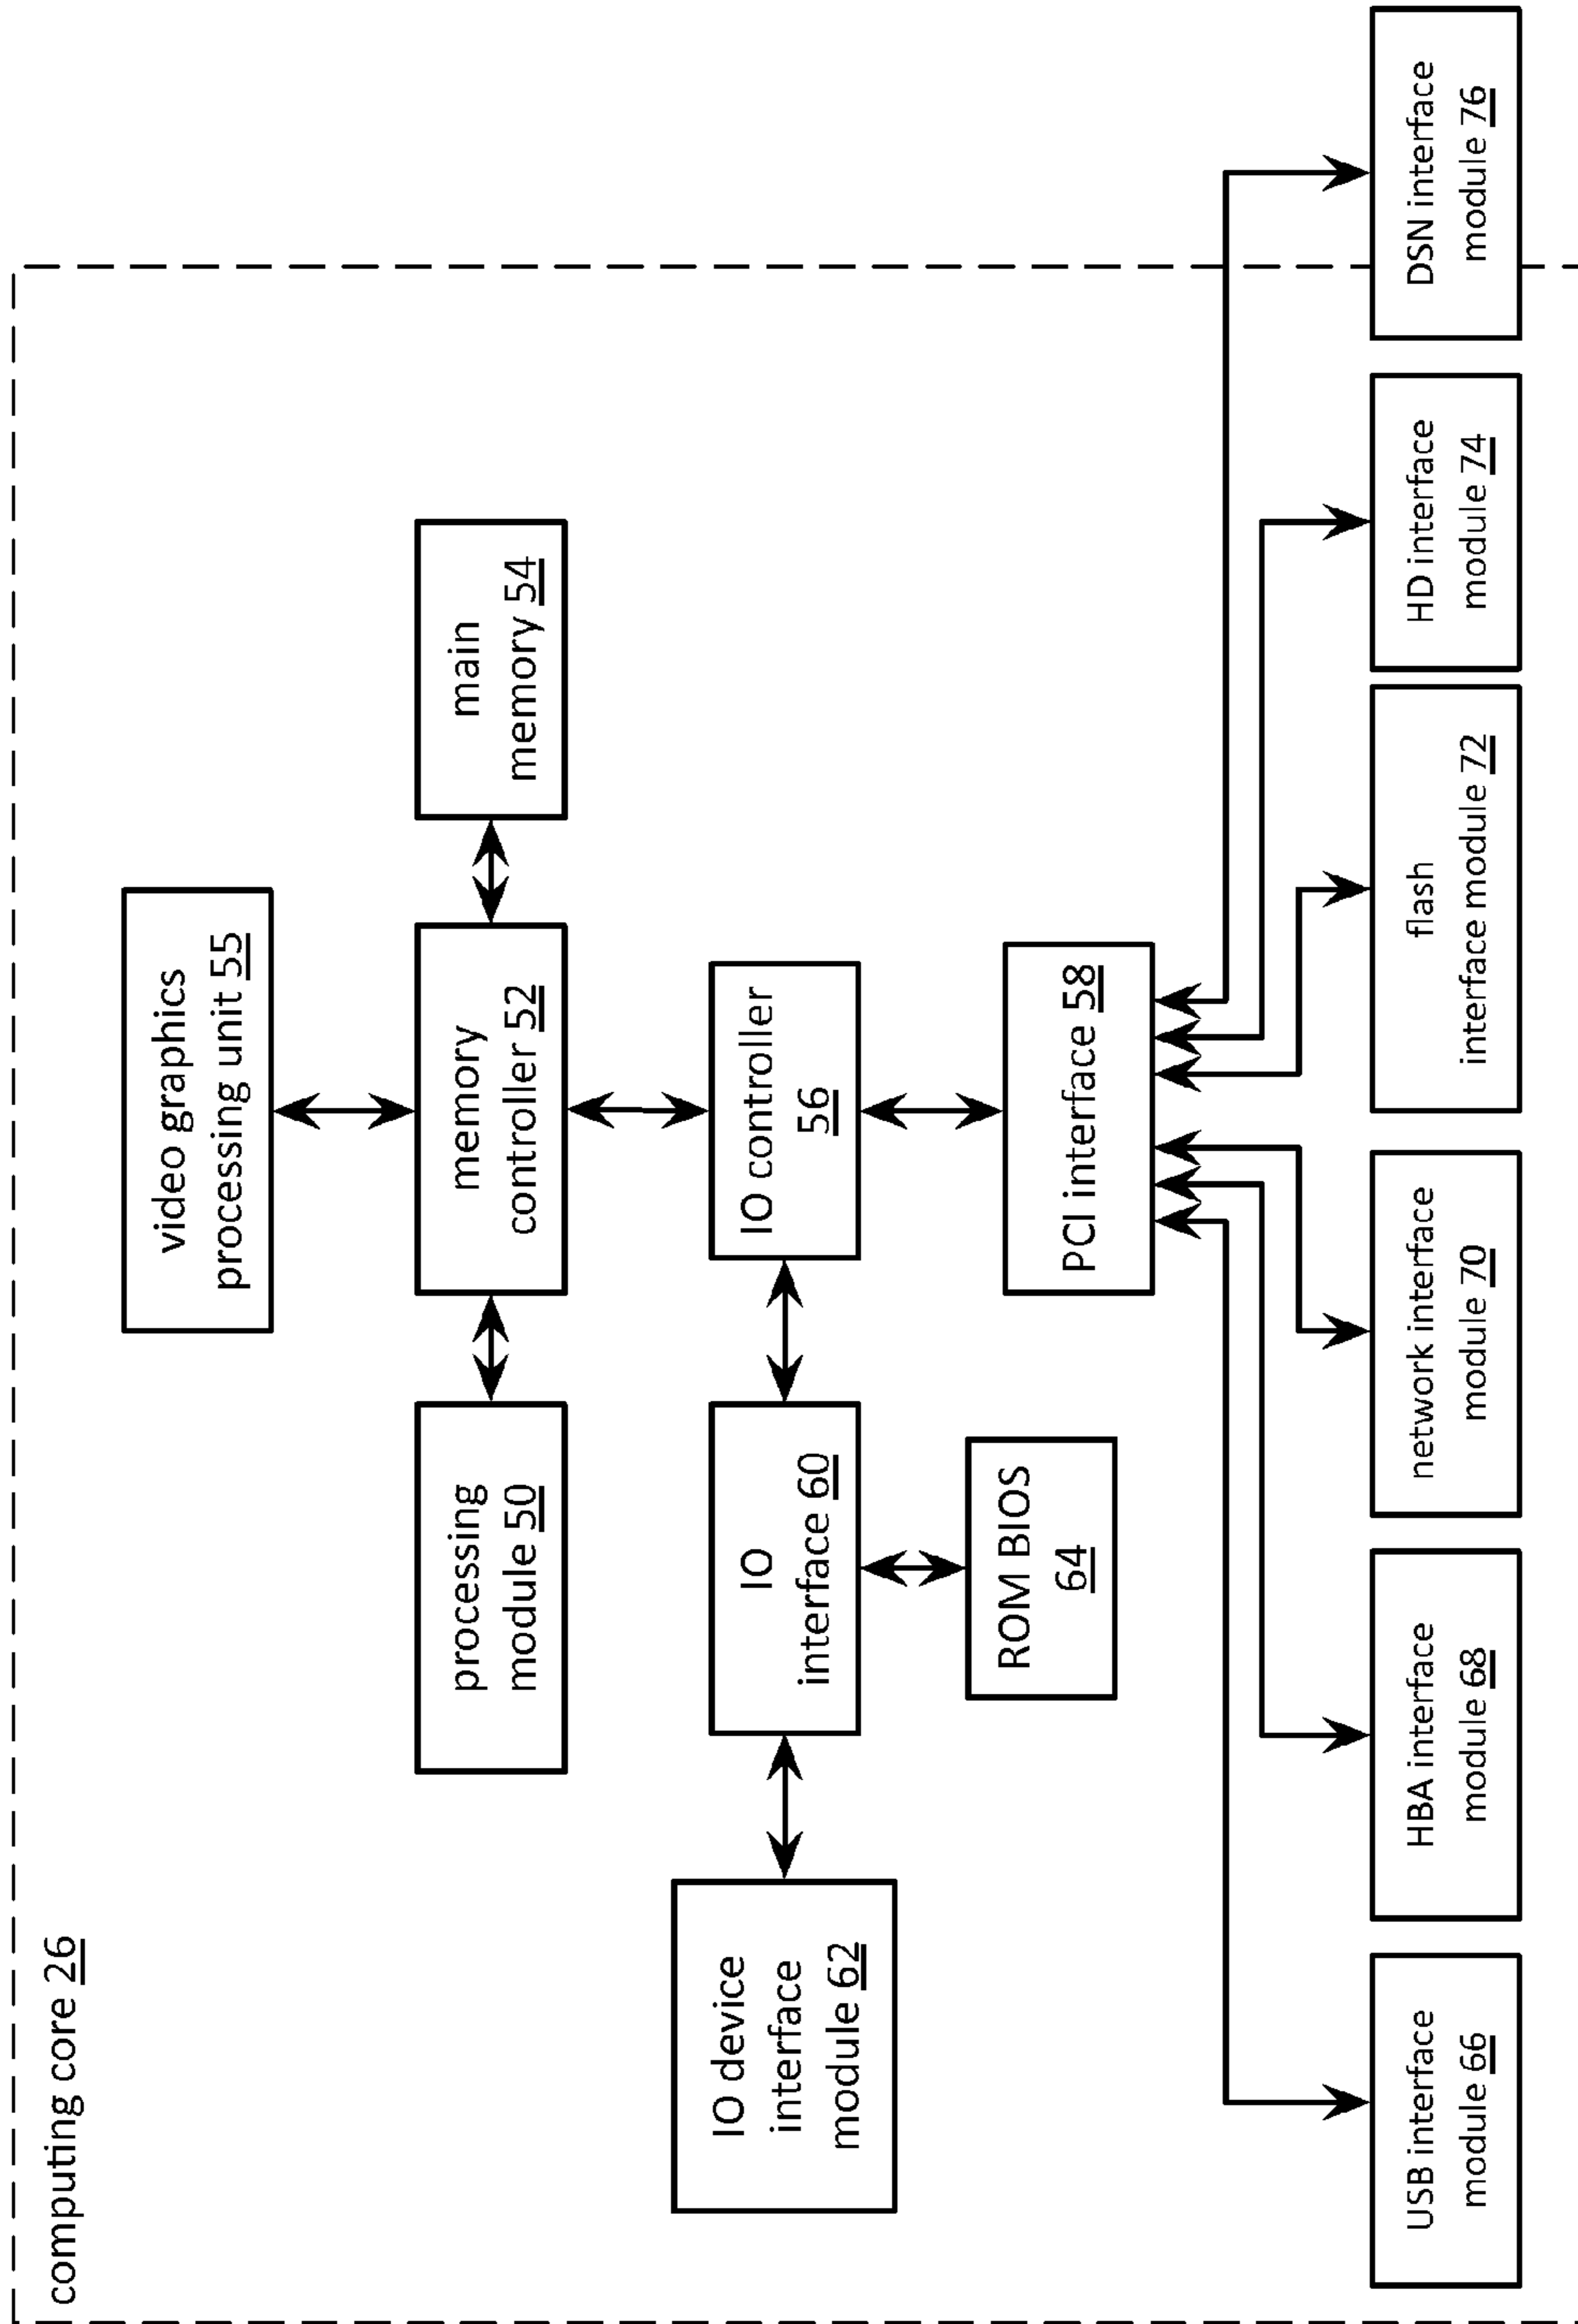 computing core 26
video graphics
processing unit 55
processing
module 50
memory
controller 52
main
memory 54
IO device
interface
module 62
IO
interface 60
IO controller
56
ROM BIOS
64
PCI interface 58
USB interface
module 66
HBA interface
module 68
network interface
module 70
flash
interface module 72
HD interface
module 74
DSN interface
module 76